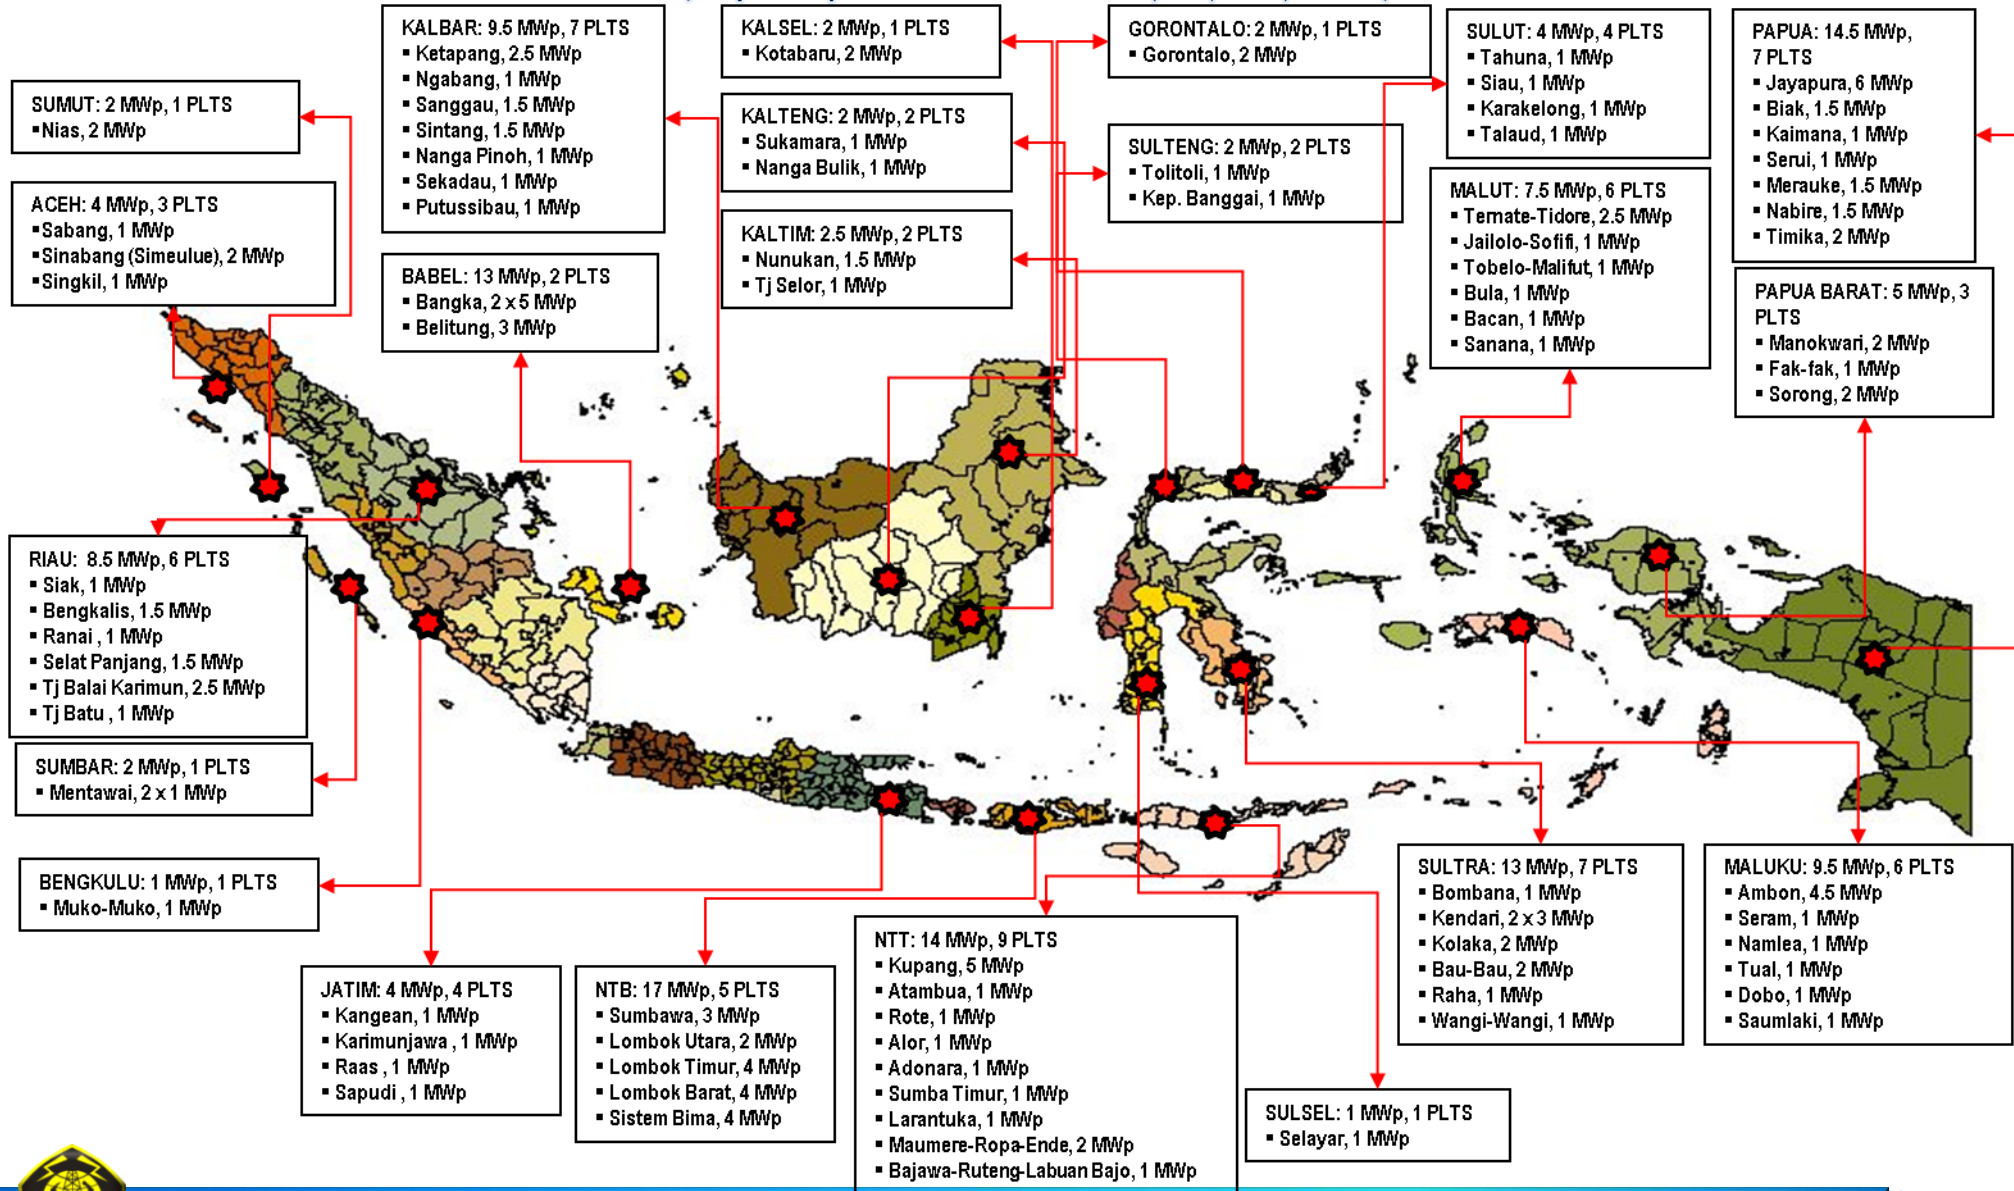 SUMUT: 2 MWp, 1 PLTS
▪Nias, 2 MWp
ACEH: 4 MWp, 3 PLTS
▪Sabang, 1 MWp
▪Sinabang (Simeulue), 2 MWp
▪Singkil, 1 MWp
KALBAR: 9.5 MWp, 7 PLTS
▪ Ketapang, 2.5 MWp
▪ Ngabang, 1 MWp
▪ Sanggau, 1.5 MWp
▪ Sintang, 1.5 MWp
▪ Nanga Pinoh, 1 MWp
▪ Sekadau, 1 MWp
▪ Putussibau, 1 MWp
BABEL: 13 MWp, 2 PLTS
▪ Bangka, 2 x 5 MWp
▪ Belitung, 3 MWp
KALSEL: 2 MWp, 1 PLTS
▪ Kotabaru, 2 MWp
KALTENG: 2 MWp, 2 PLTS
▪ Sukamara, 1 MWp
▪ Nanga Bulik, 1 MWp
KALTIM: 2.5 MWp, 2 PLTS
▪ Nunukan, 1.5 MWp
▪ Tj Selor, 1 MWp
GORONTALO: 2 MWp, 1 PLTS
▪ Gorontalo, 2 MWp
SULTENG: 2 MWp, 2 PLTS
▪ Tolitoli, 1 MWp
▪ Kep. Banggai, 1 MWp
SULUT: 4 MWp, 4 PLTS
▪ Tahuna, 1 MWp
▪ Siau, 1 MWp
▪ Karakelong, 1 MWp
▪ Talaud, 1 MWp
MALUT: 7.5 MWp, 6 PLTS
▪ Ternate-Tidore, 2.5 MWp
▪ Jailolo-Sofifi, 1 MWp
▪ Tobelo-Malifut, 1 MWp
▪ Bula, 1 MWp
▪ Bacan, 1 MWp
▪ Sanana, 1 MWp
PAPUA: 14.5 MWp,
7 PLTS
▪ Jayapura, 6 MWp
▪ Biak, 1.5 MWp
▪ Kaimana, 1 MWp
▪ Serui, 1 MWp
▪ Merauke, 1.5 MWp
▪ Nabire, 1.5 MWp
▪ Timika, 2 MWp
PAPUA BARAT: 5 MWp, 3
PLTS
▪ Manokwari, 2 MWp
▪ Fak-fak, 1 MWp
▪ Sorong, 2 MWp
RIAU: 8.5 MWp, 6 PLTS
▪ Siak, 1 MWp
▪ Bengkalis, 1.5 MWp
▪ Ranai , 1 MWp
▪ Selat Panjang, 1.5 MWp
▪ Tj Balai Karimun, 2.5 MWp
▪ Tj Batu , 1 MWp
SUMBAR: 2 MWp, 1 PLTS
▪ Mentawai, 2 x 1 MWp
BENGKULU: 1 MWp, 1 PLTS
▪ Muko-Muko, 1 MWp
JATIM: 4 MWp, 4 PLTS
▪ Kangean, 1 MWp
▪ Karimunjawa , 1 MWp
▪ Raas , 1 MWp
▪ Sapudi , 1 MWp
NTB: 17 MWp, 5 PLTS
▪ Sumbawa, 3 MWp
▪ Lombok Utara, 2 MWp
▪ Lombok Timur, 4 MWp
▪ Lombok Barat, 4 MWp
▪ Sistem Bima, 4 MWp
NTT: 14 MWp, 9 PLTS
▪ Kupang, 5 MWp
▪ Atambua, 1 MWp
▪ Rote, 1 MWp
▪ Alor, 1 MWp
▪ Adonara, 1 MWp
▪ Sumba Timur, 1 MWp
▪ Larantuka, 1 MWp
▪ Maumere-Ropa-Ende, 2 MWp
▪ Bajawa-Ruteng-Labuan Bajo, 1 MWp
SULSEL: 1 MWp, 1 PLTS
▪ Selayar, 1 MWp
SULTRA: 13 MWp, 7 PLTS
▪ Bombana, 1 MWp
▪ Kendari, 2 x 3 MWp
▪ Kolaka, 2 MWp
▪ Bau-Bau, 2 MWp
▪ Raha, 1 MWp
▪ Wangi-Wangi, 1 MWp
MALUKU: 9.5 MWp, 6 PLTS
▪ Ambon, 4.5 MWp
▪ Seram, 1 MWp
▪ Namlea, 1 MWp
▪ Tual, 1 MWp
▪ Dobo, 1 MWp
▪ Saumlaki, 1 MWp